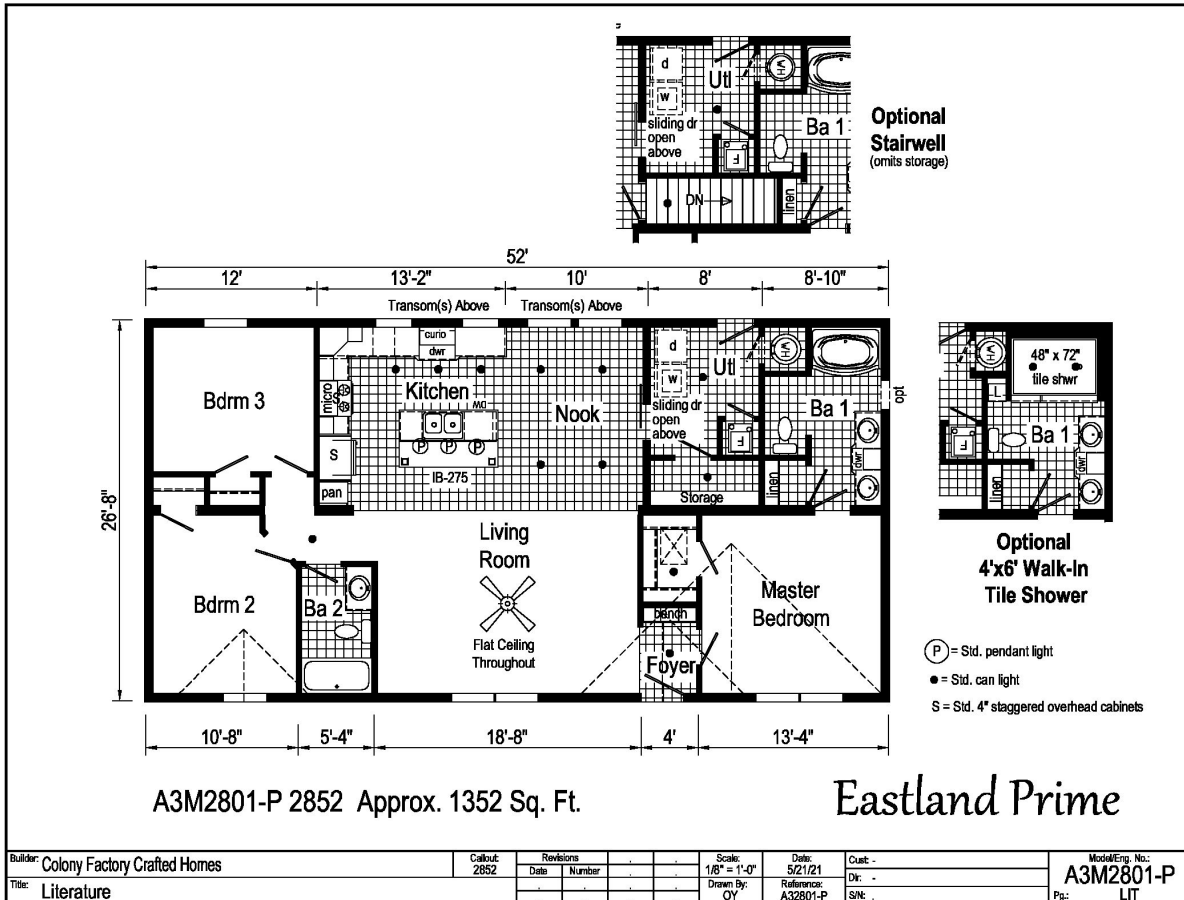 d
Utl
WH
w
sliding dr
open
above
F
Ba 1
DN
linen
Optional
Stairwell
(omits storage)
52'
12'
13'-2"
10'
8'
8'-10"
Transom(s) Above
Transom(s) Above
26'-8"
Bdrm 3
curio
dwr
micro
S
Kitchen
DW
S
pan
P
P
P
IB-275
Nook
d
w
Utl
sliding dr
open
above
F
WH
Ba 1
opt
dwr
linen
Storage
WH
48" x 72"
tile shwr
L
Ba 1
F
linen
dwr
Optional
4'x6' Walk-In
Tile Shower
Living
Room
Flat Ceiling
Throughout
Bdrm 2
Ba 2
X
bench
Foyer
Master
Bedroom
P = Std. pendant light
= Std. can light
S = Std. 4" staggered overhead cabinets
10'-8"
5'-4"
18'-8"
4'
13'-4"
A3M2801-P 2852 Approx. 1352 Sq. Ft.
Eastland Prime
Builder: Colony Factory Crafted Homes
Title: Literature
Callout:
2852
Revisions
Date Number
Scale:
1/8" = 1'-0"
Drawn By:
OY
Date:
5/21/21
Reference:
A32801-P
Cust: -
Dir: -
S/N: .
Model/Eng. No.:
A3M2801-P
Pg.: LIT